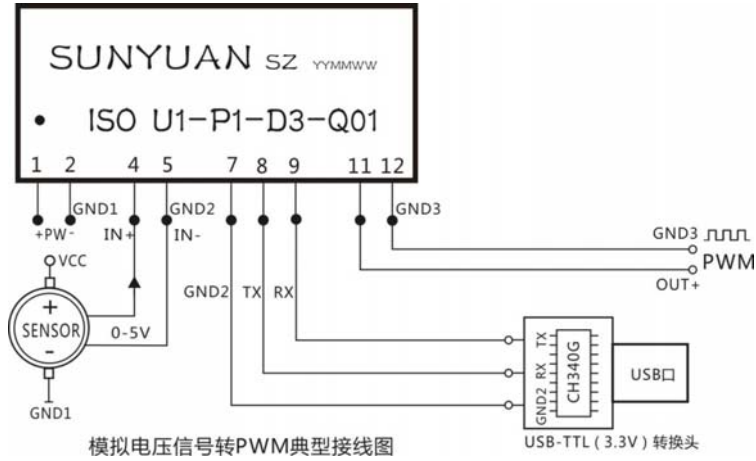 SUNYUAN SZ YYMMWW
ISO U1-P1-D3-Q01
1 2 4 5 7 8 9 11 12
GND1 GND2 GND3
+PW- IN+ IN-
GND3
PWM
OUT+
VCC
GND2 TX RX
+
SENSOR
-
0-5V
GND1
TX
RX
GND2
CH340G
USB口
USB-TTL（3.3V）转换头
模拟电压信号转PWM典型接线图